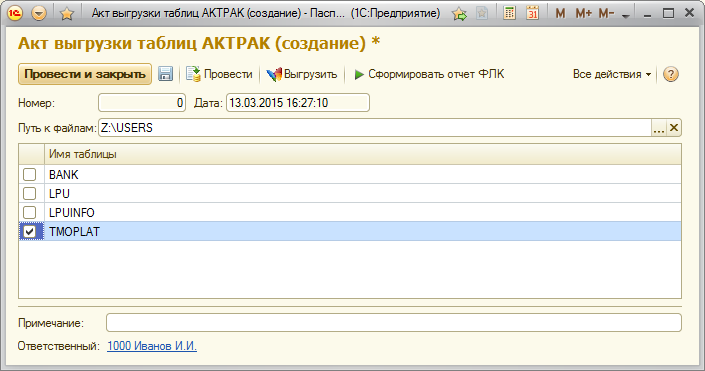 Акт выгрузки таблиц АКТРАК (создание) - Пасп... (1С:Предприятие) M M+ M-
Акт выгрузки таблиц АКТРАК (создание) *
Провести и закрыть Провести Выгрузить Сформировать отчет ФЛК Все действия ?
Номер: 0 Дата: 13.03.2015 16:27:10
Путь к файлам: Z:\USERS ... ×
Имя таблицы
BANK
LPU
LPUINFO
TMOPLAT
Примечание:
Ответственный: 1000 Иванов И.И.